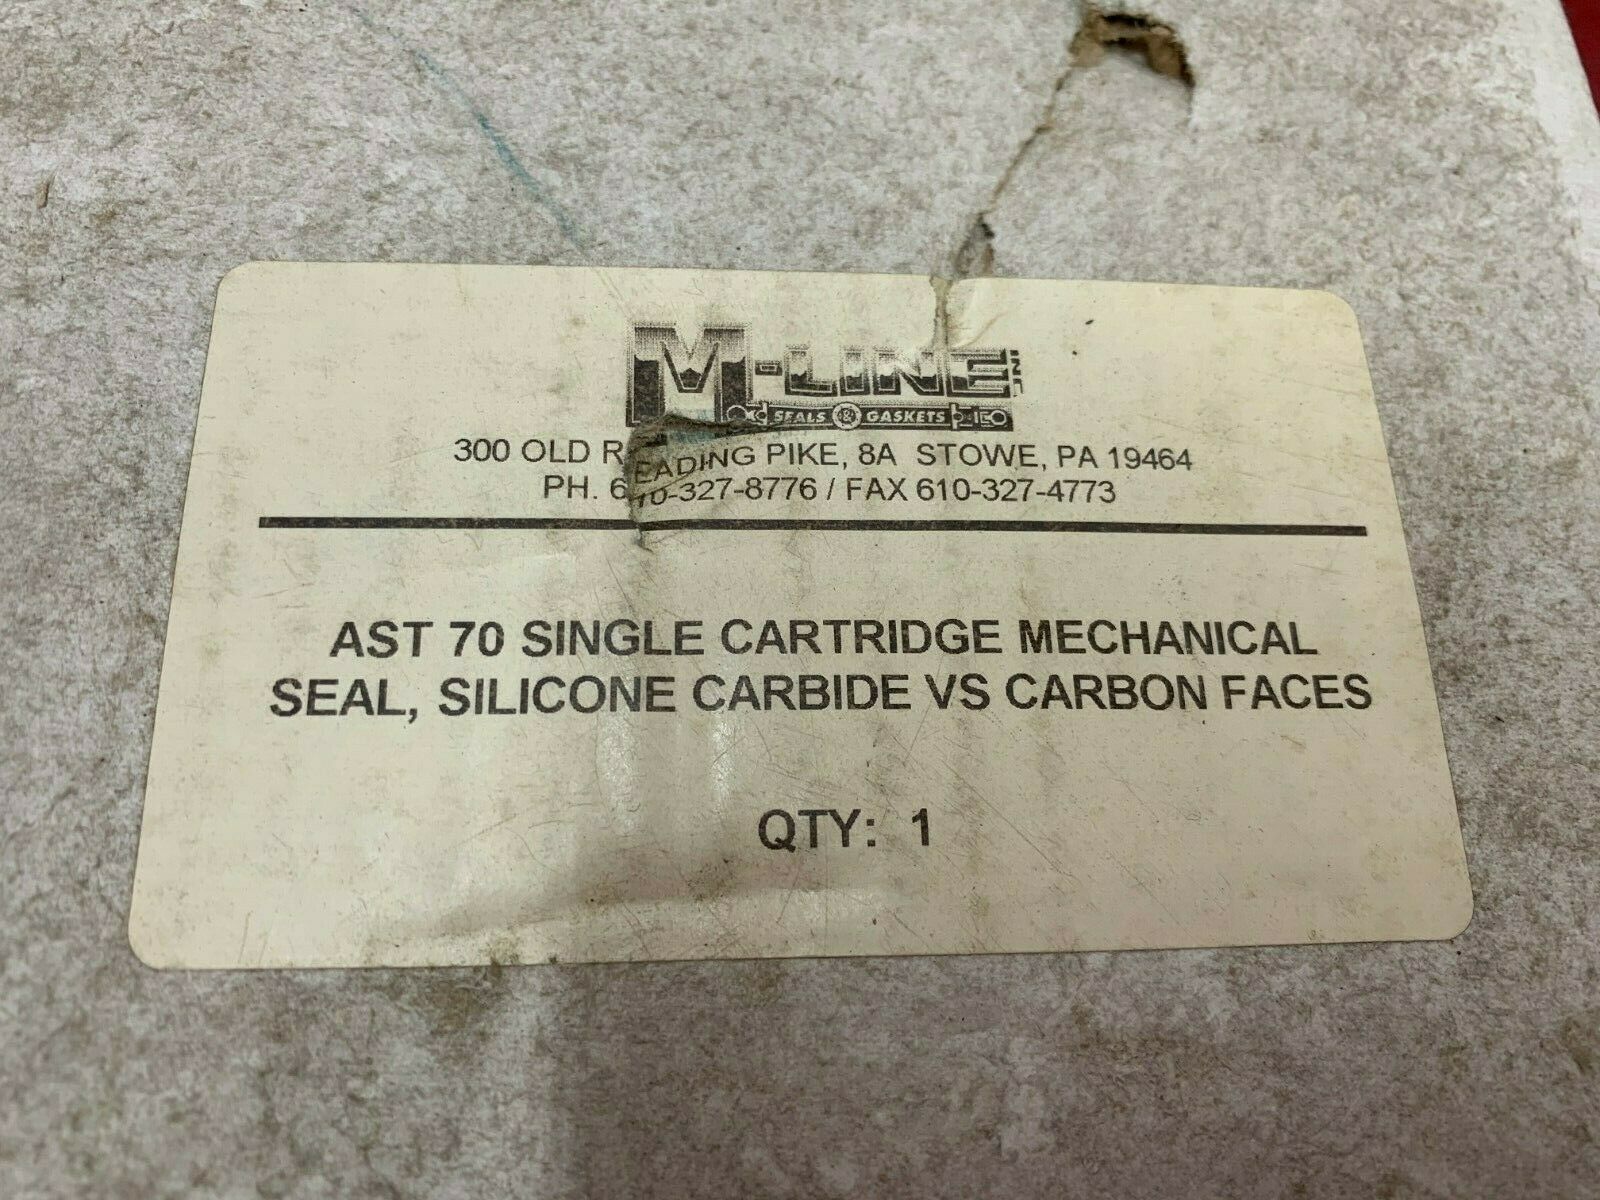 M-LINE INC
SEALS & GASKETS
300 OLD READING PIKE, 8A STOWE, PA 19464
PH. 610-327-8776 / FAX 610-327-4773
AST 70 SINGLE CARTRIDGE MECHANICAL
SEAL, SILICONE CARBIDE VS CARBON FACES
QTY: 1